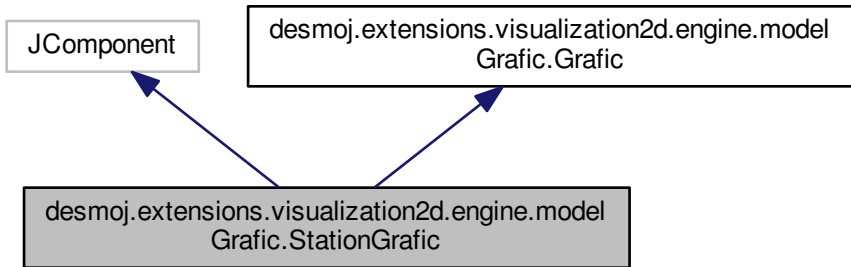 JComponent
desmoj.extensions.visualization2d.engine.model
Grafic.Grafic
desmoj.extensions.visualization2d.engine.model
Grafic.StationGrafic